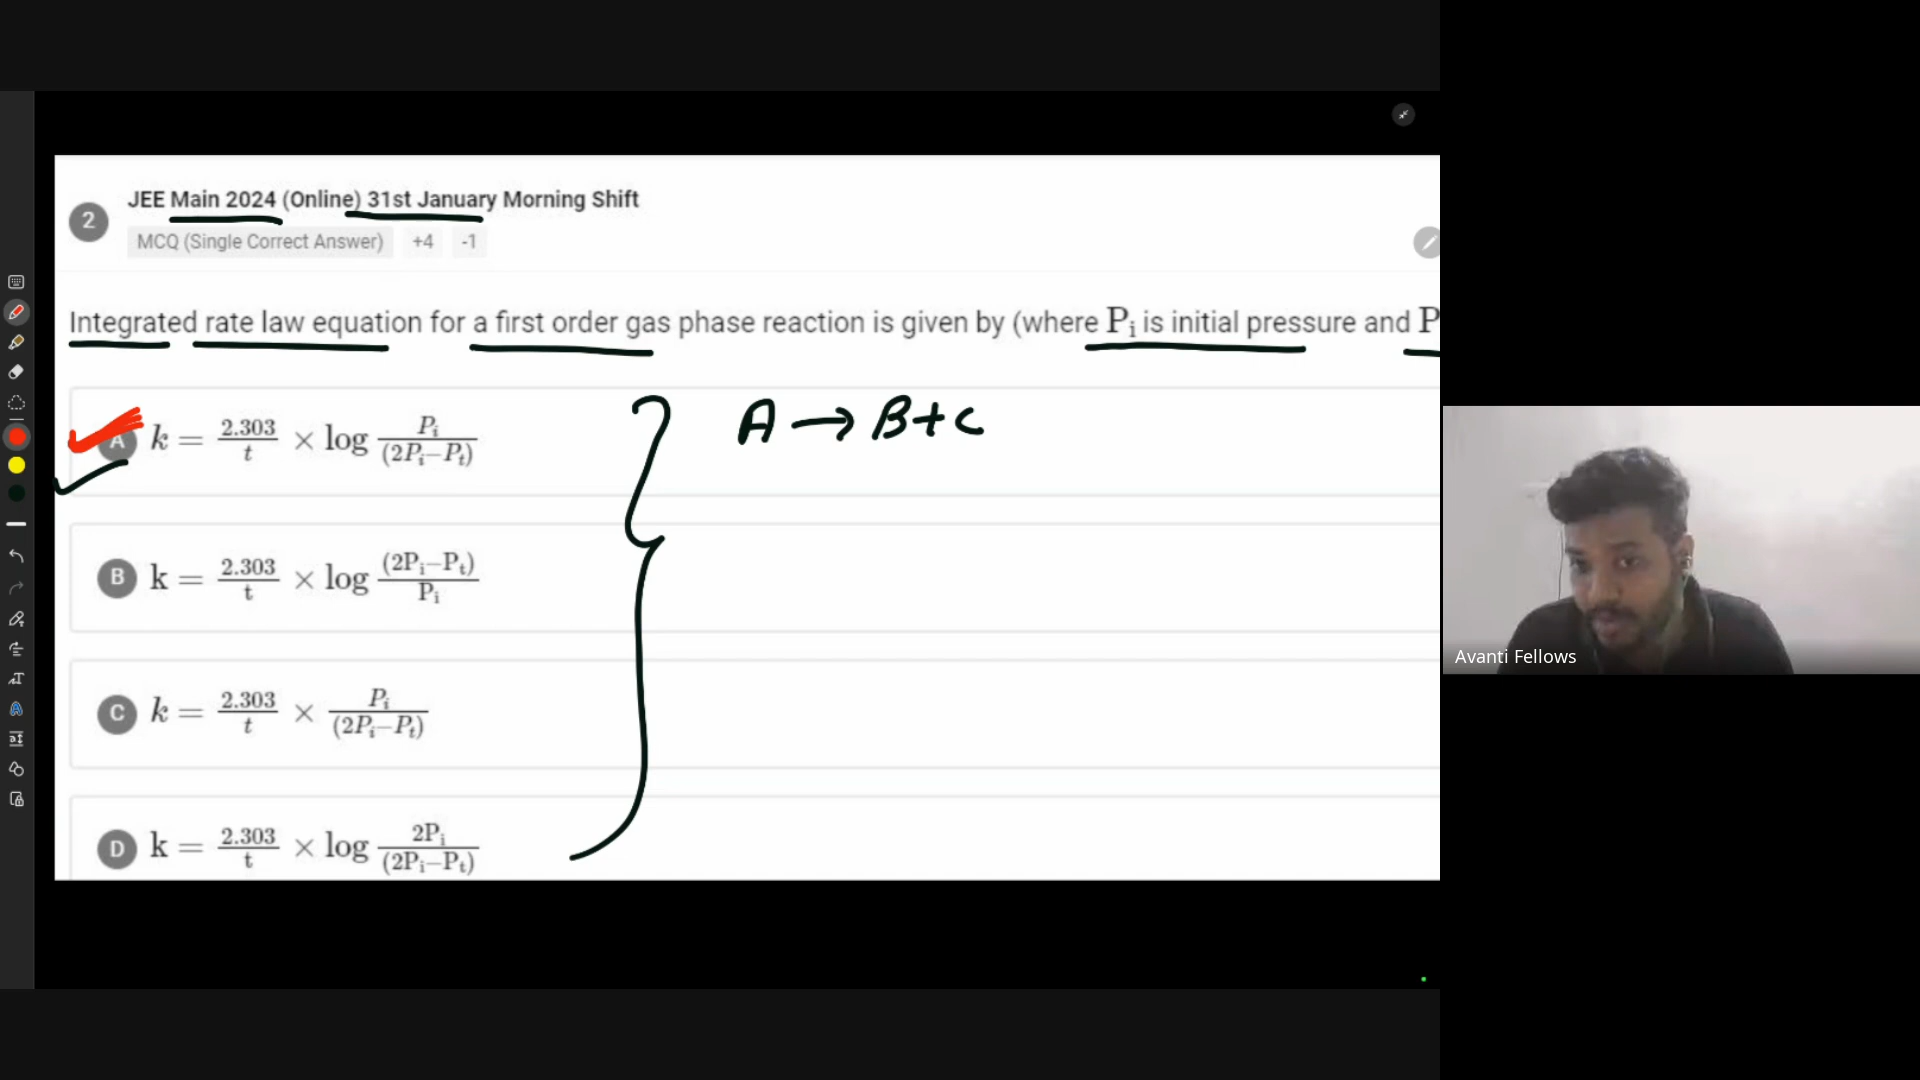 JEE Main 2024 (Online) 31st January Morning Shift
2
MCQ (Single Correct Answer) +4 -1
Integrated rate law equation for a first order gas phase reaction is given by (where Pᵢ is initial pressure and P
A k = 2.303/t × log Pᵢ/(2Pᵢ−Pₜ)
A → B+C
B k = 2.303/t × log (2Pᵢ−Pₜ)/Pᵢ
C k = 2.303/t × Pᵢ/(2Pᵢ−Pₜ)
D k = 2.303/t × log 2Pᵢ/(2Pᵢ−Pₜ)
Avanti Fellows